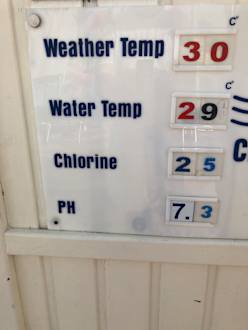 C°
Weather Temp 30
C°
Water Temp 29
Chlorine 25
PH 7.3
C